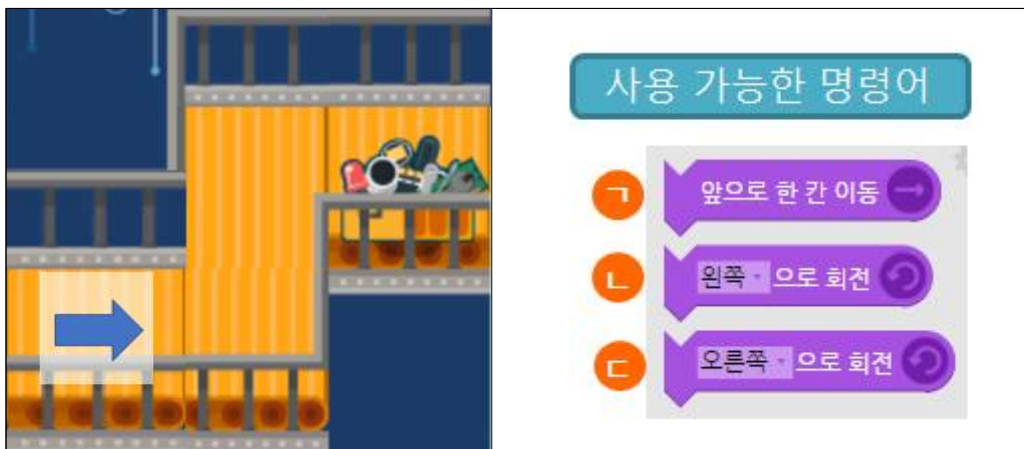 사용 가능한 명령어
ㄱ 앞으로 한 칸 이동
ㄴ 왼쪽 으로 회전
ㄷ 오른쪽 으로 회전